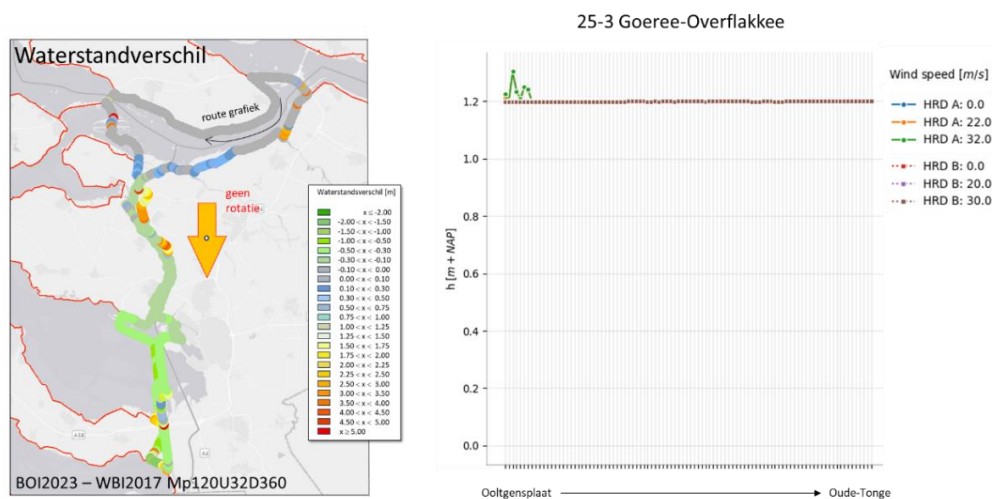 Waterstandverschil
route grafiek
geen
rotatie
Waterstandsverschil [m]
x ≤ -2.00
-2.00 < x < -1.50
-1.50 < x < -1.00
-1.00 < x < -0.50
-0.50 < x < -0.30
-0.30 < x < -0.10
-0.10 < x < 0.00
0.00 < x < 0.10
0.10 < x < 0.30
0.30 < x < 0.50
0.50 < x < 0.75
0.75 < x < 1.00
1.00 < x < 1.25
1.25 < x < 1.50
1.50 < x < 1.75
1.75 < x < 2.00
2.00 < x < 2.25
2.25 < x < 2.50
2.50 < x < 3.00
3.00 < x < 3.50
3.50 < x < 4.00
4.00 < x < 4.50
4.50 < x < 5.00
x ≥ 5.00
A58
A4
BOI2023 – WBI2017 Mp120U32D360
25-3 Goeree-Overflakkee
h [m + NAP]
1.2
1.0
0.8
0.6
0.4
0.2
0.0
Ooltgensplaat
Oude-Tonge
Wind speed [m/s]
HRD A: 0.0
HRD A: 22.0
HRD A: 32.0
HRD B: 0.0
HRD B: 20.0
HRD B: 30.0